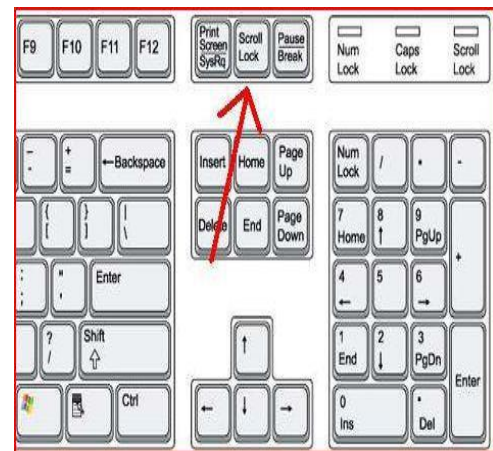 F9 F10 F11 F12
Print Screen SysRq
Scroll Lock
Pause Break
Num Lock
Caps Lock
Scroll Lock
- -
+ =
←Backspace
Insert
Home
Page Up
Num Lock
/
*
-
{ [
} ]
| \
Delete
End
Page Down
7 Home
8 ↑
9 PgUp
+
: ;
" '
Enter
4 ←
5
6 →
? /
Shift ⇧
↑
1 End
2 ↓
3 PgDn
Enter
Ctrl
← ↓ →
0 Ins
. Del